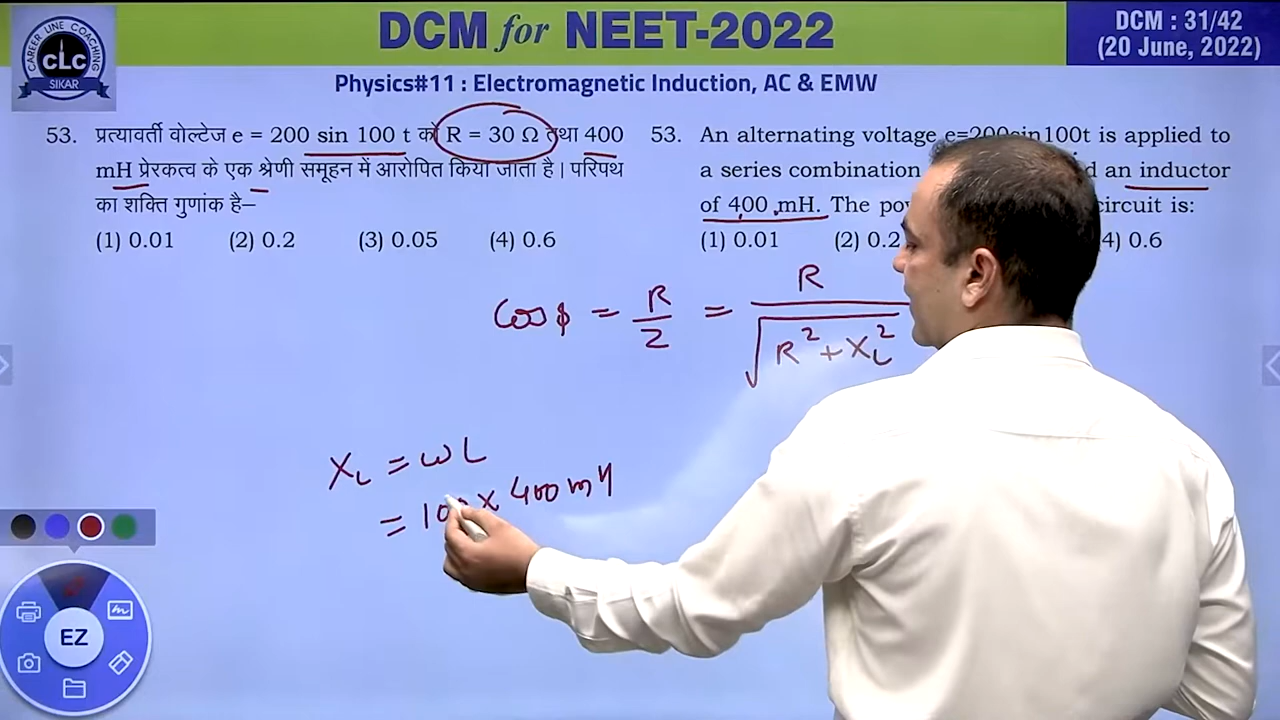 CAREER LINE COACHING
CLC
SIKAR
DCM for NEET-2022
DCM : 31/42
(20 June, 2022)
Physics#11 : Electromagnetic Induction, AC & EMW
53. प्रत्यावर्ती वोल्टेज e = 200 sin 100 t को R = 30 Ω तथा 400
mH प्रेरकत्व के एक श्रेणी समूहन में आरोपित किया जाता है। परिपथ
का शक्ति गुणांक है–
(1) 0.01 (2) 0.2 (3) 0.05 (4) 0.6
53. An alternating voltage e=200sin100t is applied to
a series combination an inductor
of 400 mH. The circuit is:
(1) 0.01 (2) 0.2 4) 0.6
Cos φ = R/Z = R/√(R² + X_L²)
X_L = ωL
= 100 × 400 mH
EZ